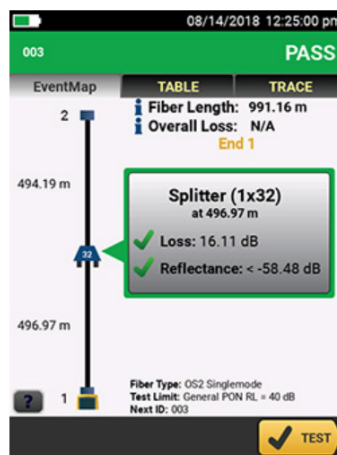 08/14/2018 12:25:00 pm
003 PASS
EventMap TABLE TRACE
2 Fiber Length: 991.16 m
Overall Loss: N/A
End 1
494.19 m
Splitter (1x32)
at 496.97 m
Loss: 16.11 dB
32
Reflectance: < -58.48 dB
496.97 m
Fiber Type: OS2 Singlemode
? 1 Test Limit: General PON RL = 40 dB
Next ID: 003
TEST